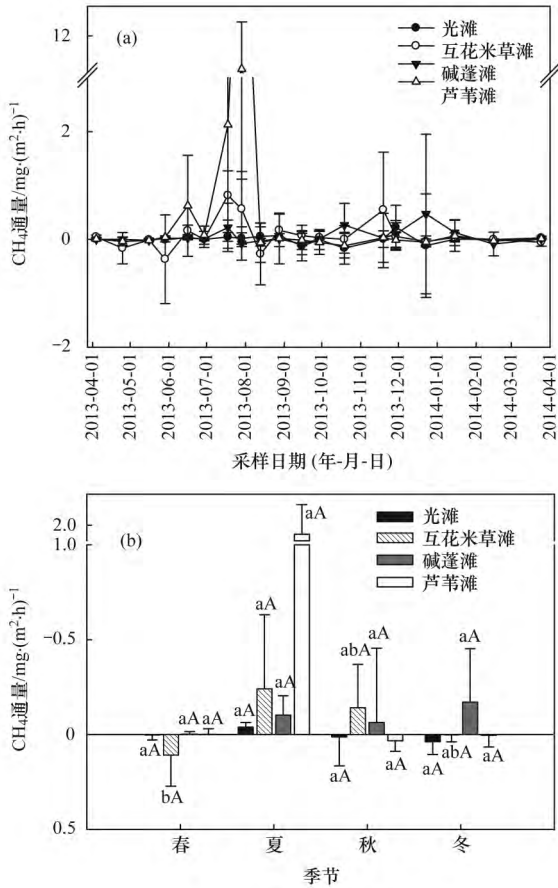 (a)
光滩
互花米草滩
碱蓬滩
芦苇滩
12
2
0
−2
CH₄通量/mg·(m²·h)⁻¹
2013-04-01
2013-05-01
2013-06-01
2013-07-01
2013-08-01
2013-09-01
2013-10-01
2013-11-01
2013-12-01
2014-01-01
2014-02-01
2014-03-01
2014-04-01
采样日期 (年-月-日)
(b)
光滩
互花米草滩
碱蓬滩
芦苇滩
2.0
1.0
−0.5
0
0.5
CH₄通量/mg·(m²·h)⁻¹
aA
bA
aA
aA
aA
aA
aA
aA
aA
abA
aA
aA
aA
abA
aA
aA
春
夏
秋
冬
季节